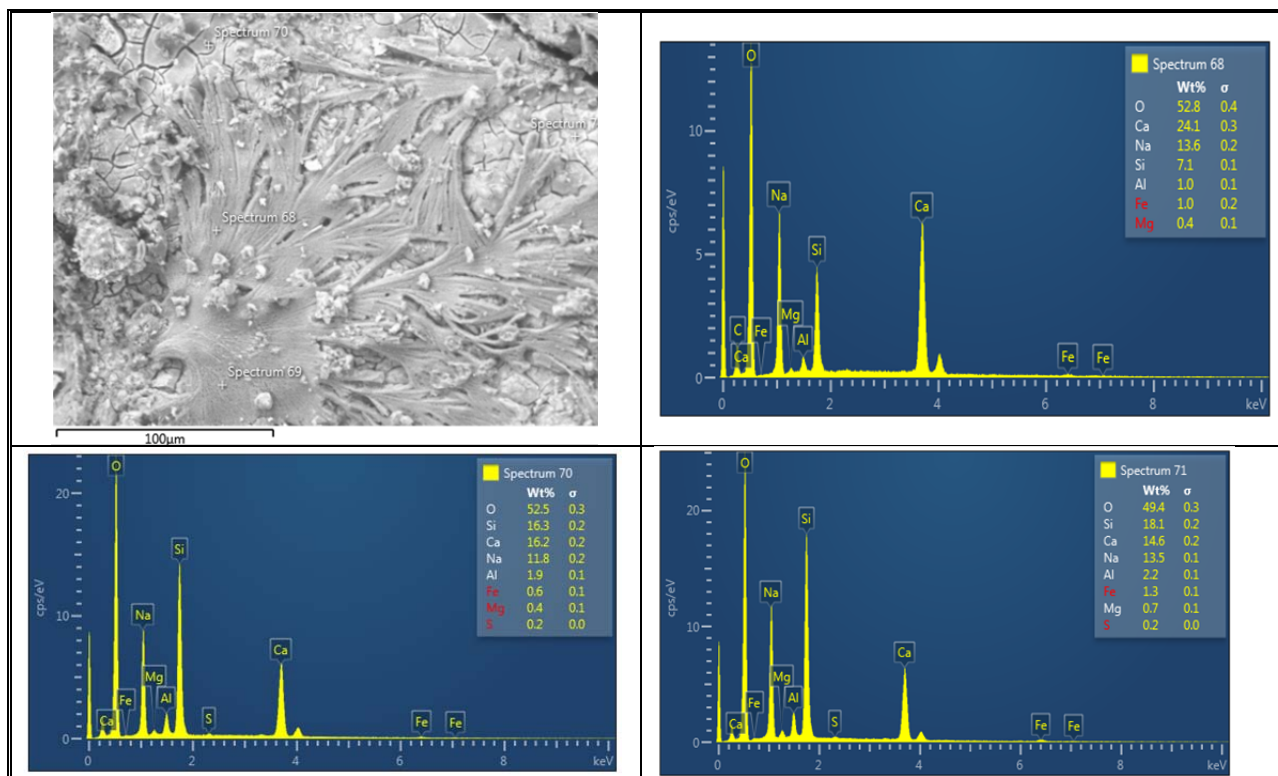 Spectrum 70
Spectrum 7
Spectrum 68
Spectrum 69
100µm
Spectrum 68
Wt% σ
O 52.8 0.4
Ca 24.1 0.3
Na 13.6 0.2
Si 7.1 0.1
Al 1.0 0.1
Fe 1.0 0.2
Mg 0.4 0.1
O
Na
Ca
Si
Mg
C
Fe
Al
Ca
Fe
Fe
cps/eV
10
5
0
0 2 4 6 8 keV
Spectrum 70
Wt% σ
O 52.5 0.3
Si 16.3 0.2
Ca 16.2 0.2
Na 11.8 0.2
Al 1.9 0.1
Fe 0.6 0.1
Mg 0.4 0.1
S 0.2 0.0
O
Si
Na
Ca
Mg
Fe
Al
Ca
S
Fe
Fe
cps/eV
20
10
0
0 2 4 6 8 keV
Spectrum 71
Wt% σ
O 49.4 0.3
Si 18.1 0.2
Ca 14.6 0.2
Na 13.5 0.1
Al 2.2 0.1
Fe 1.3 0.1
Mg 0.7 0.1
S 0.2 0.0
O
Si
Na
Ca
Mg
Fe
Al
Ca
S
Fe
Fe
cps/eV
20
10
0
0 2 4 6 8 keV